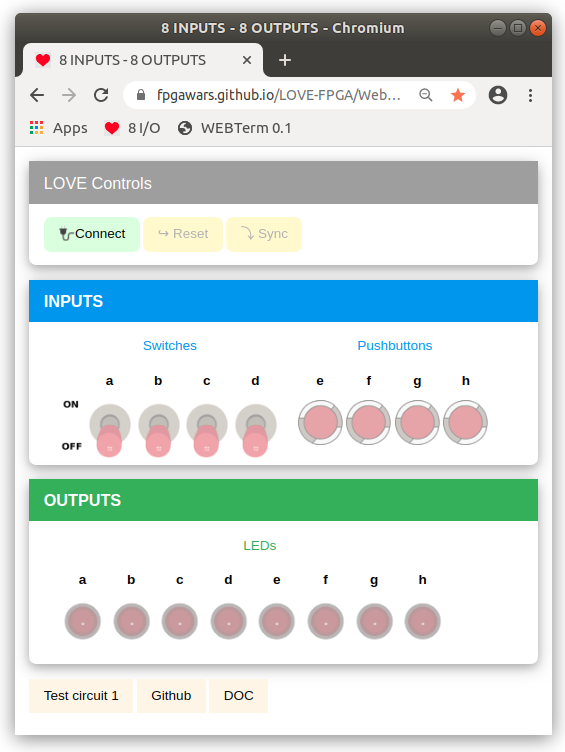 8 INPUTS - 8 OUTPUTS - Chromium
8 INPUTS - 8 OUTPUTS
fpgawars.github.io/LOVE-FPGA/Web…
Apps 8 I/O WEBTerm 0.1
LOVE Controls
Connect Reset Sync
INPUTS
Switches Pushbuttons
a b c d e f g h
ON
OFF
OUTPUTS
LEDs
a b c d e f g h
Test circuit 1 Github DOC